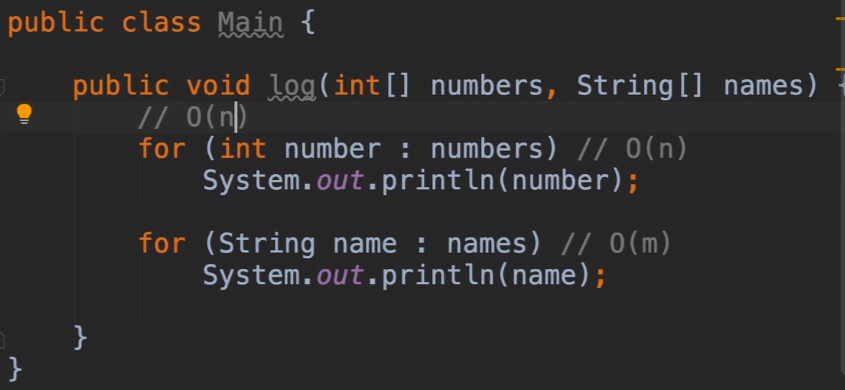 public class Main {
public void log(int[] numbers, String[] names) {
// O(n)
for (int number : numbers) // O(n)
System.out.println(number);
for (String name : names) // O(m)
System.out.println(name);
}
}